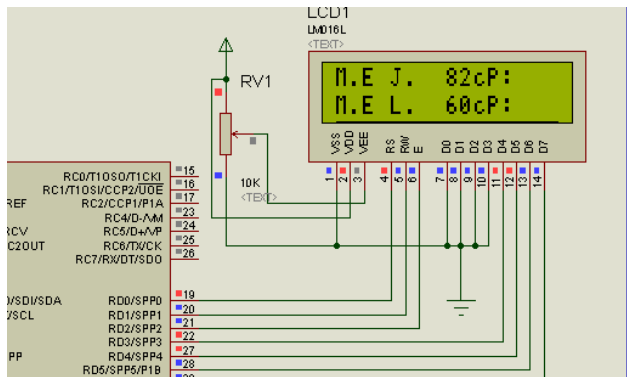 LCD1
LM016L
<TEXT>
M.E J. 82cP:
M.E L. 60cP:
RV1
10K
<TEXT>
VSS
VDD
VEE
RS
RW
E
D0
D1
D2
D3
D4
D5
D6
D7
1
2
3
4
5
6
7
8
9
10
11
12
13
14
RC0/T1OSO/T1CKI 15
RC1/T1OSI/CCP2/UOE 16
REF RC2/CCP1/P1A 17
RC4/D-/VM 23
RCV RC5/D+/VP 24
C2OUT RC6/TX/CK 25
RC7/RX/DT/SDO 26
0/SDI/SDA RD0/SPP0 19
/SCL RD1/SPP1 20
RD2/SPP2 21
RD3/SPP3 22
PP RD4/SPP4 27
RD5/SPP5/P1B 28